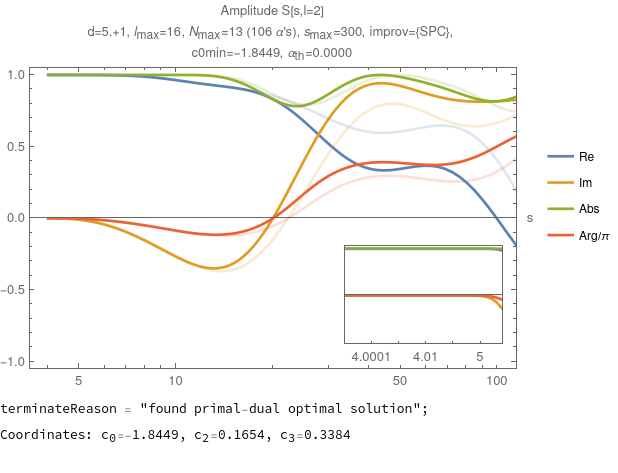 Amplitude S[s,l=2]
d=5.+1, lmax=16, Nmax=13 (106 α's), smax=300, improv={SPC},
c0min=-1.8449, αth=0.0000
1.0
0.5
0.0
-0.5
-1.0
5
10
50
100
s
4.0001
4.01
5
Re
Im
Abs
Arg/π
terminateReason = "found primal-dual optimal solution";
Coordinates: c0=-1.8449, c2=0.1654, c3=0.3384